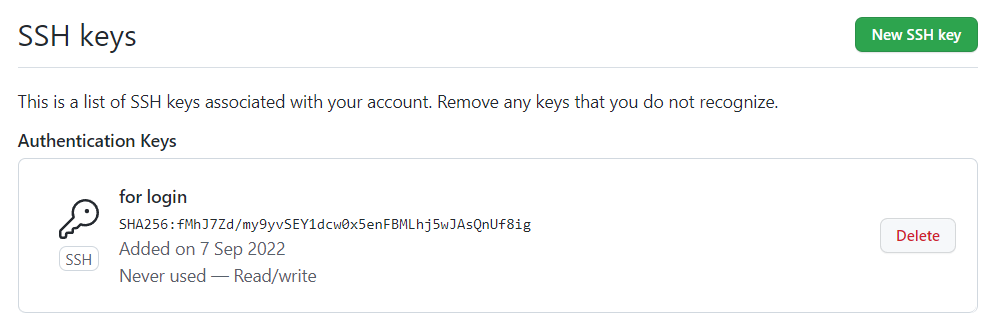 SSH keys
New SSH key
This is a list of SSH keys associated with your account. Remove any keys that you do not recognize.
Authentication Keys
for login
SHA256:fMhJ7Zd/my9yvSEY1dcw0x5enFBMLhj5wJAsQnUf8ig
Added on 7 Sep 2022
Never used — Read/write
SSH
Delete